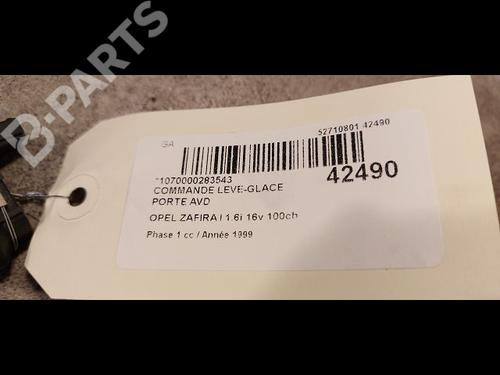 B-PARTS
GA
52710801 42490
*1070000283543
42490
COMMANDE LEVE-GLACE
PORTE AVD
OPEL ZAFIRA I 1.6i 16v 100ch
Phase 1 cc / Année 1999